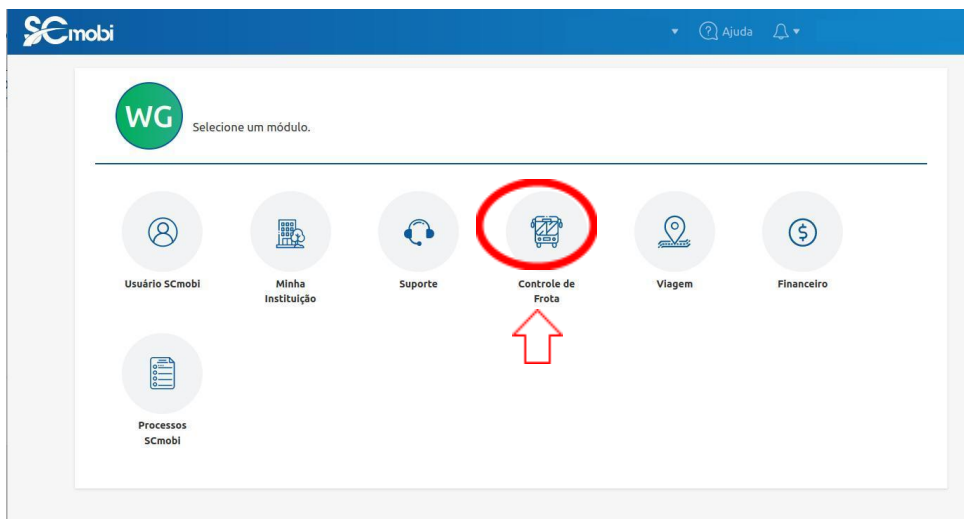 SCmobi
Ajuda
WG
Selecione um módulo.
Usuário SCmobi
Minha
Instituição
Suporte
Controle de
Frota
Viagem
Financeiro
Processos
SCmobi